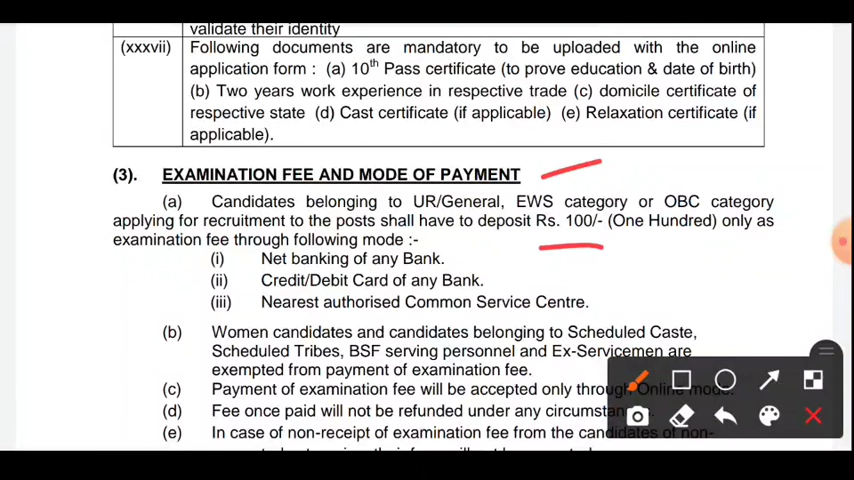 validate their identity
(xxxvii) Following documents are mandatory to be uploaded with the online
application form : (a) 10th Pass certificate (to prove education & date of birth)
(b) Two years work experience in respective trade (c) domicile certificate of
respective state (d) Cast certificate (if applicable) (e) Relaxation certificate (if
applicable).
(3). EXAMINATION FEE AND MODE OF PAYMENT
(a) Candidates belonging to UR/General, EWS category or OBC category
applying for recruitment to the posts shall have to deposit Rs. 100/- (One Hundred) only as
examination fee through following mode :-
(i) Net banking of any Bank.
(ii) Credit/Debit Card of any Bank.
(iii) Nearest authorised Common Service Centre.
(b) Women candidates and candidates belonging to Scheduled Caste,
Scheduled Tribes, BSF serving personnel and Ex-Servicemen are
exempted from payment of examination fee.
(c) Payment of examination fee will be accepted only through Online mode.
(d) Fee once paid will not be refunded under any circumstances.
(e) In case of non-receipt of examination fee from the candidates of non-